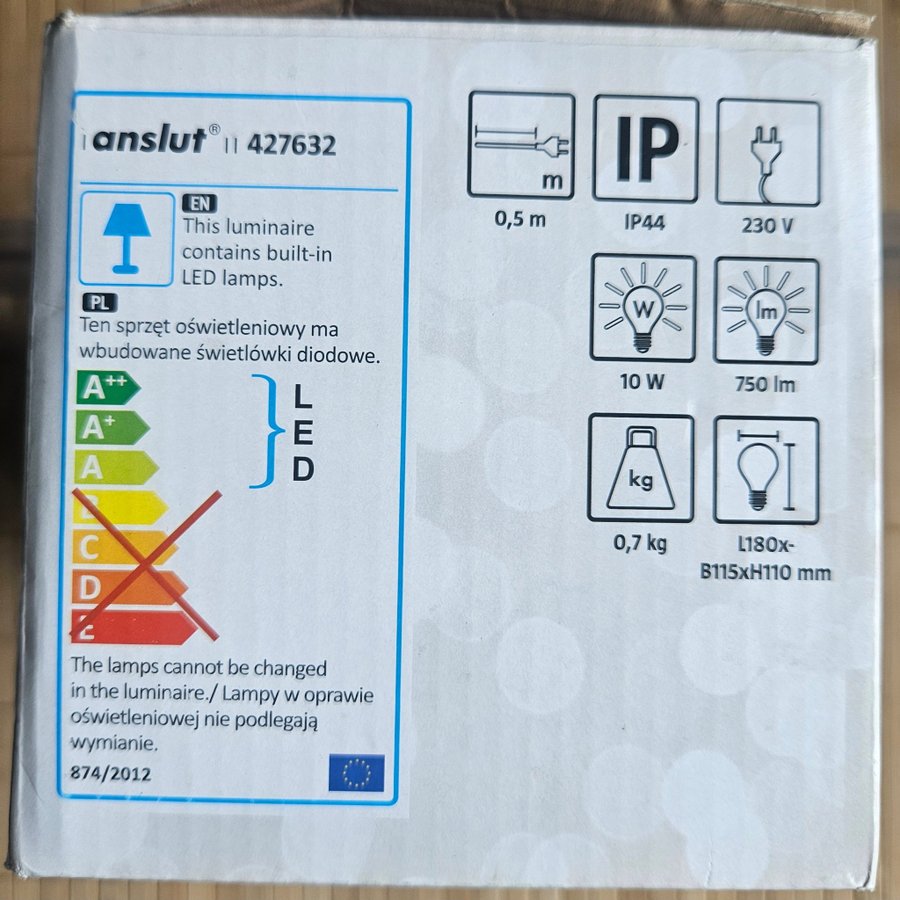 anslut® 427632
EN
This luminaire
contains built-in
LED lamps.
PL
Ten sprzęt oświetleniowy ma
wbudowane świetlówki diodowe.
A++
A+
A
L
E
D
C
D
E
The lamps cannot be changed
in the luminaire./ Lampy w oprawie
oświetleniowej nie podlegają
wymianie.
874/2012
m
0,5 m
IP
IP44
230 V
W
10 W
lm
750 lm
kg
0,7 kg
L180x-
B115xH110 mm